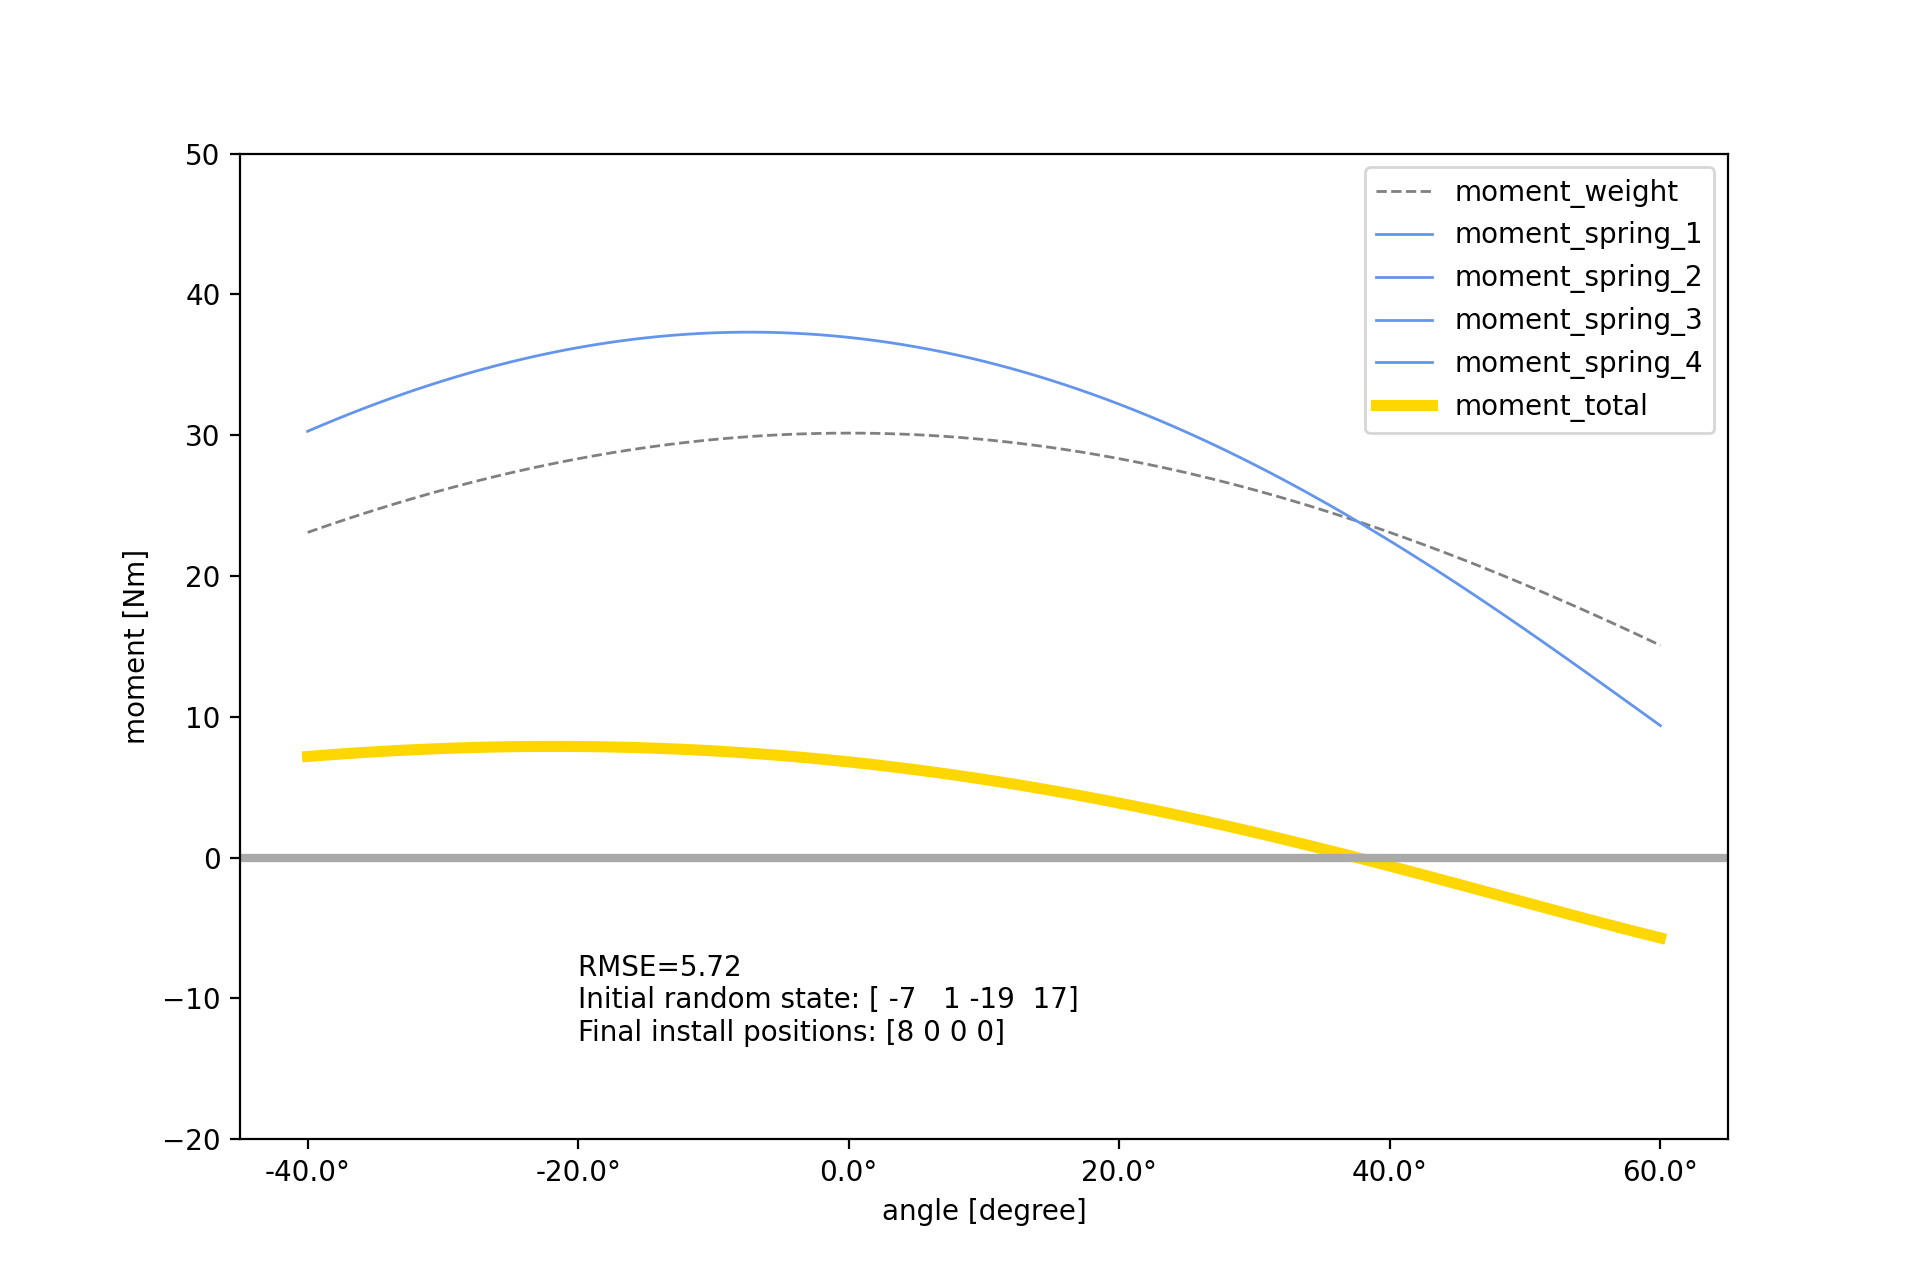 50
40
30
20
10
0
−10
−20
moment [Nm]
moment_weight
moment_spring_1
moment_spring_2
moment_spring_3
moment_spring_4
moment_total
RMSE=5.72
Initial random state: [ -7   1 -19  17]
Final install positions: [8 0 0 0]
-40.0° -20.0° 0.0° 20.0° 40.0° 60.0°
angle [degree]